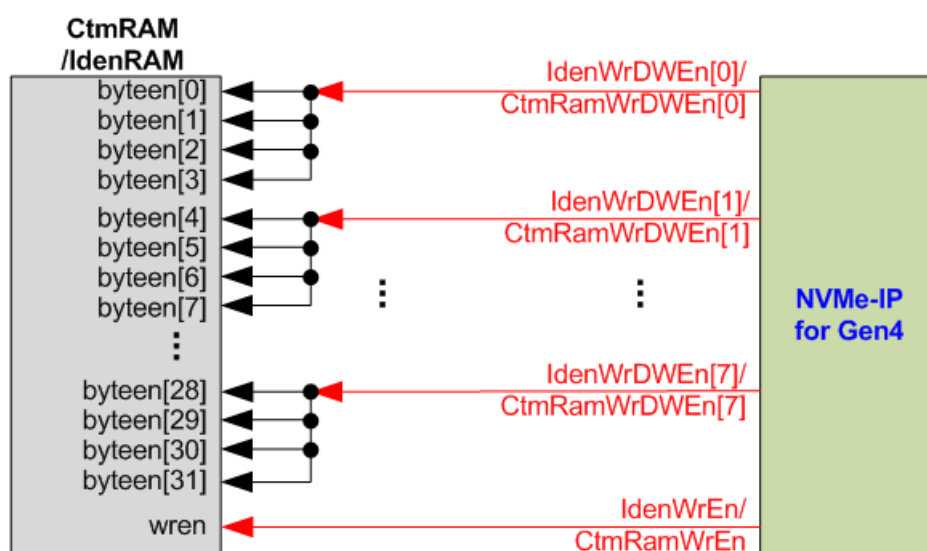 CtmRAM
/IdenRAM
byteen[0]
byteen[1]
byteen[2]
byteen[3]
byteen[4]
byteen[5]
byteen[6]
byteen[7]
byteen[28]
byteen[29]
byteen[30]
byteen[31]
wren
IdenWrDWEn[0]/
CtmRamWrDWEn[0]
IdenWrDWEn[1]/
CtmRamWrDWEn[1]
IdenWrDWEn[7]/
CtmRamWrDWEn[7]
IdenWrEn/
CtmRamWrEn
NVMe-IP
for Gen4